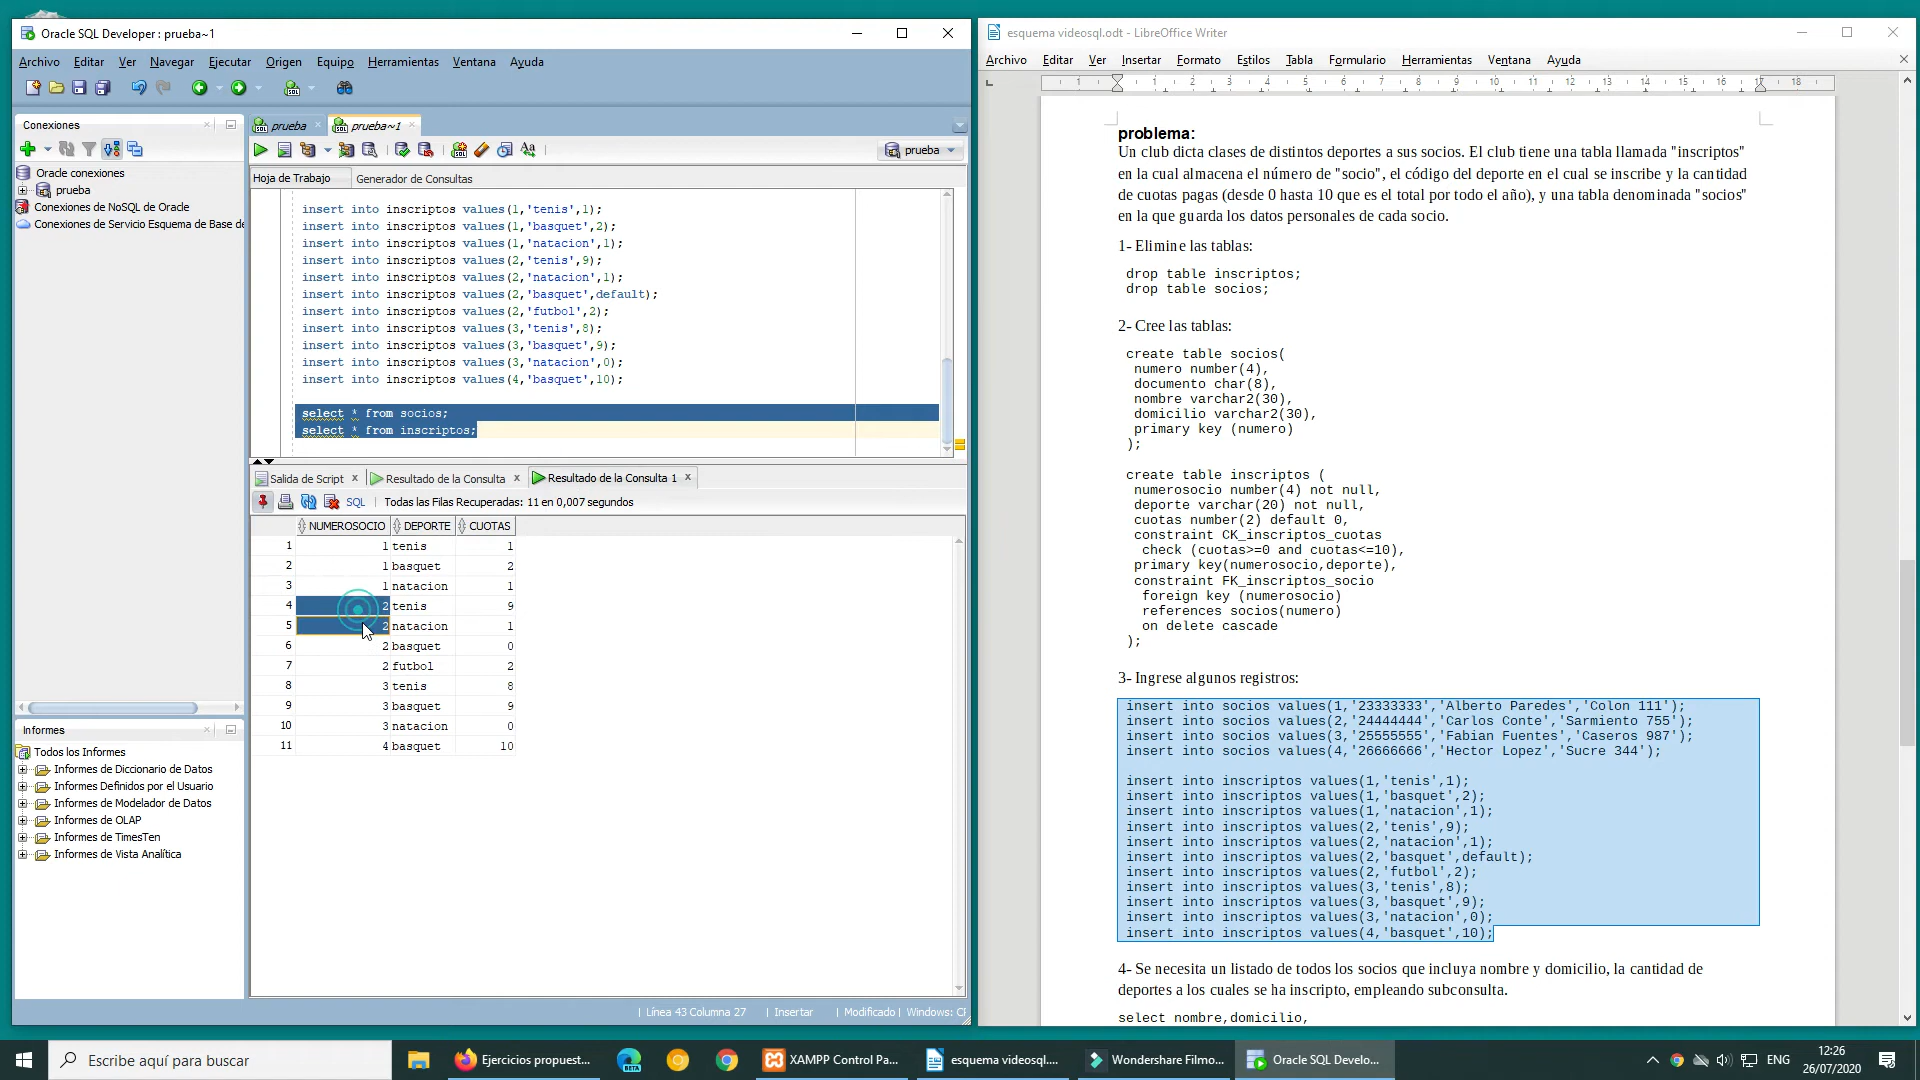 Oracle SQL Developer : prueba~1
Archivo Editar Ver Navegar Ejecutar Origen Equipo Herramientas Ventana Ayuda
Conexiones
Oracle conexiones
prueba
Conexiones de NoSQL de Oracle
Conexiones de Servicio Esquema de Base de
Informes
Todos los Informes
Informes de Diccionario de Datos
Informes Definidos por el Usuario
Informes de Modelador de Datos
Informes de OLAP
Informes de TimesTen
Informes de Vista Analítica
prueba prueba~1
prueba
Hoja de Trabajo Generador de Consultas
insert into inscriptos values(1,'tenis',1);
insert into inscriptos values(1,'basquet',2);
insert into inscriptos values(1,'natacion',1);
insert into inscriptos values(2,'tenis',9);
insert into inscriptos values(2,'natacion',1);
insert into inscriptos values(2,'basquet',default);
insert into inscriptos values(2,'futbol',2);
insert into inscriptos values(3,'tenis',8);
insert into inscriptos values(3,'basquet',9);
insert into inscriptos values(3,'natacion',0);
insert into inscriptos values(4,'basquet',10);
select * from socios;
select * from inscriptos;
Salida de Script Resultado de la Consulta Resultado de la Consulta 1
SQL Todas las Filas Recuperadas: 11 en 0,007 segundos
NUMEROSOCIO DEPORTE CUOTAS
1 1 tenis 1
2 1 basquet 2
3 1 natacion 1
4 2 tenis 9
5 2 natacion 1
6 2 basquet 0
7 2 futbol 2
8 3 tenis 8
9 3 basquet 9
10 3 natacion 0
11 4 basquet 10
Línea 43 Columna 27 Insertar Modificado Windows: CF
esquema videosql.odt - LibreOffice Writer
Archivo Editar Ver Insertar Formato Estilos Tabla Formulario Herramientas Ventana Ayuda
1 1 2 3 4 5 6 7 8 9 10 11 12 13 14 15 16 17 18
problema:
Un club dicta clases de distintos deportes a sus socios. El club tiene una tabla llamada "inscriptos"
en la cual almacena el número de "socio", el código del deporte en el cual se inscribe y la cantidad
de cuotas pagas (desde 0 hasta 10 que es el total por todo el año), y una tabla denominada "socios"
en la que guarda los datos personales de cada socio.
1- Elimine las tablas:
drop table inscriptos;
drop table socios;
2- Cree las tablas:
create table socios(
numero number(4),
documento char(8),
nombre varchar2(30),
domicilio varchar2(30),
primary key (numero)
);
create table inscriptos (
numerosocio number(4) not null,
deporte varchar(20) not null,
cuotas number(2) default 0,
constraint CK_inscriptos_cuotas
check (cuotas>=0 and cuotas<=10),
primary key(numerosocio,deporte),
constraint FK_inscriptos_socio
foreign key (numerosocio)
references socios(numero)
on delete cascade
);
3- Ingrese algunos registros:
insert into socios values(1,'23333333','Alberto Paredes','Colon 111');
insert into socios values(2,'24444444','Carlos Conte','Sarmiento 755');
insert into socios values(3,'25555555','Fabian Fuentes','Caseros 987');
insert into socios values(4,'26666666','Hector Lopez','Sucre 344');
insert into inscriptos values(1,'tenis',1);
insert into inscriptos values(1,'basquet',2);
insert into inscriptos values(1,'natacion',1);
insert into inscriptos values(2,'tenis',9);
insert into inscriptos values(2,'natacion',1);
insert into inscriptos values(2,'basquet',default);
insert into inscriptos values(2,'futbol',2);
insert into inscriptos values(3,'tenis',8);
insert into inscriptos values(3,'basquet',9);
insert into inscriptos values(3,'natacion',0);
insert into inscriptos values(4,'basquet',10);
4- Se necesita un listado de todos los socios que incluya nombre y domicilio, la cantidad de
deportes a los cuales se ha inscripto, empleando subconsulta.
select nombre,domicilio,
Escribe aquí para buscar
Ejercicios propuest...
BETA
XAMPP Control Pa...
esquema videosql....
Wondershare Filmo...
Oracle SQL Develo...
ENG
12:26
26/07/2020